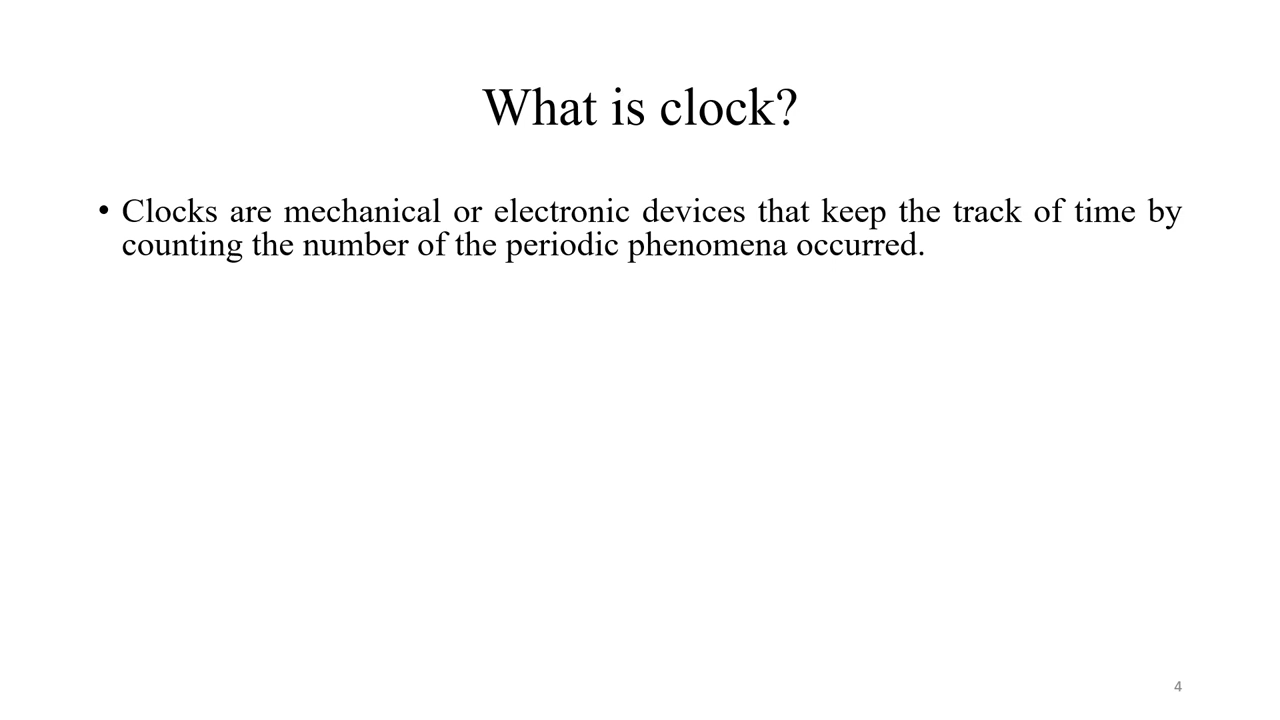 What is clock?
• Clocks are mechanical or electronic devices that keep the track of time by
counting the number of the periodic phenomena occurred.
4